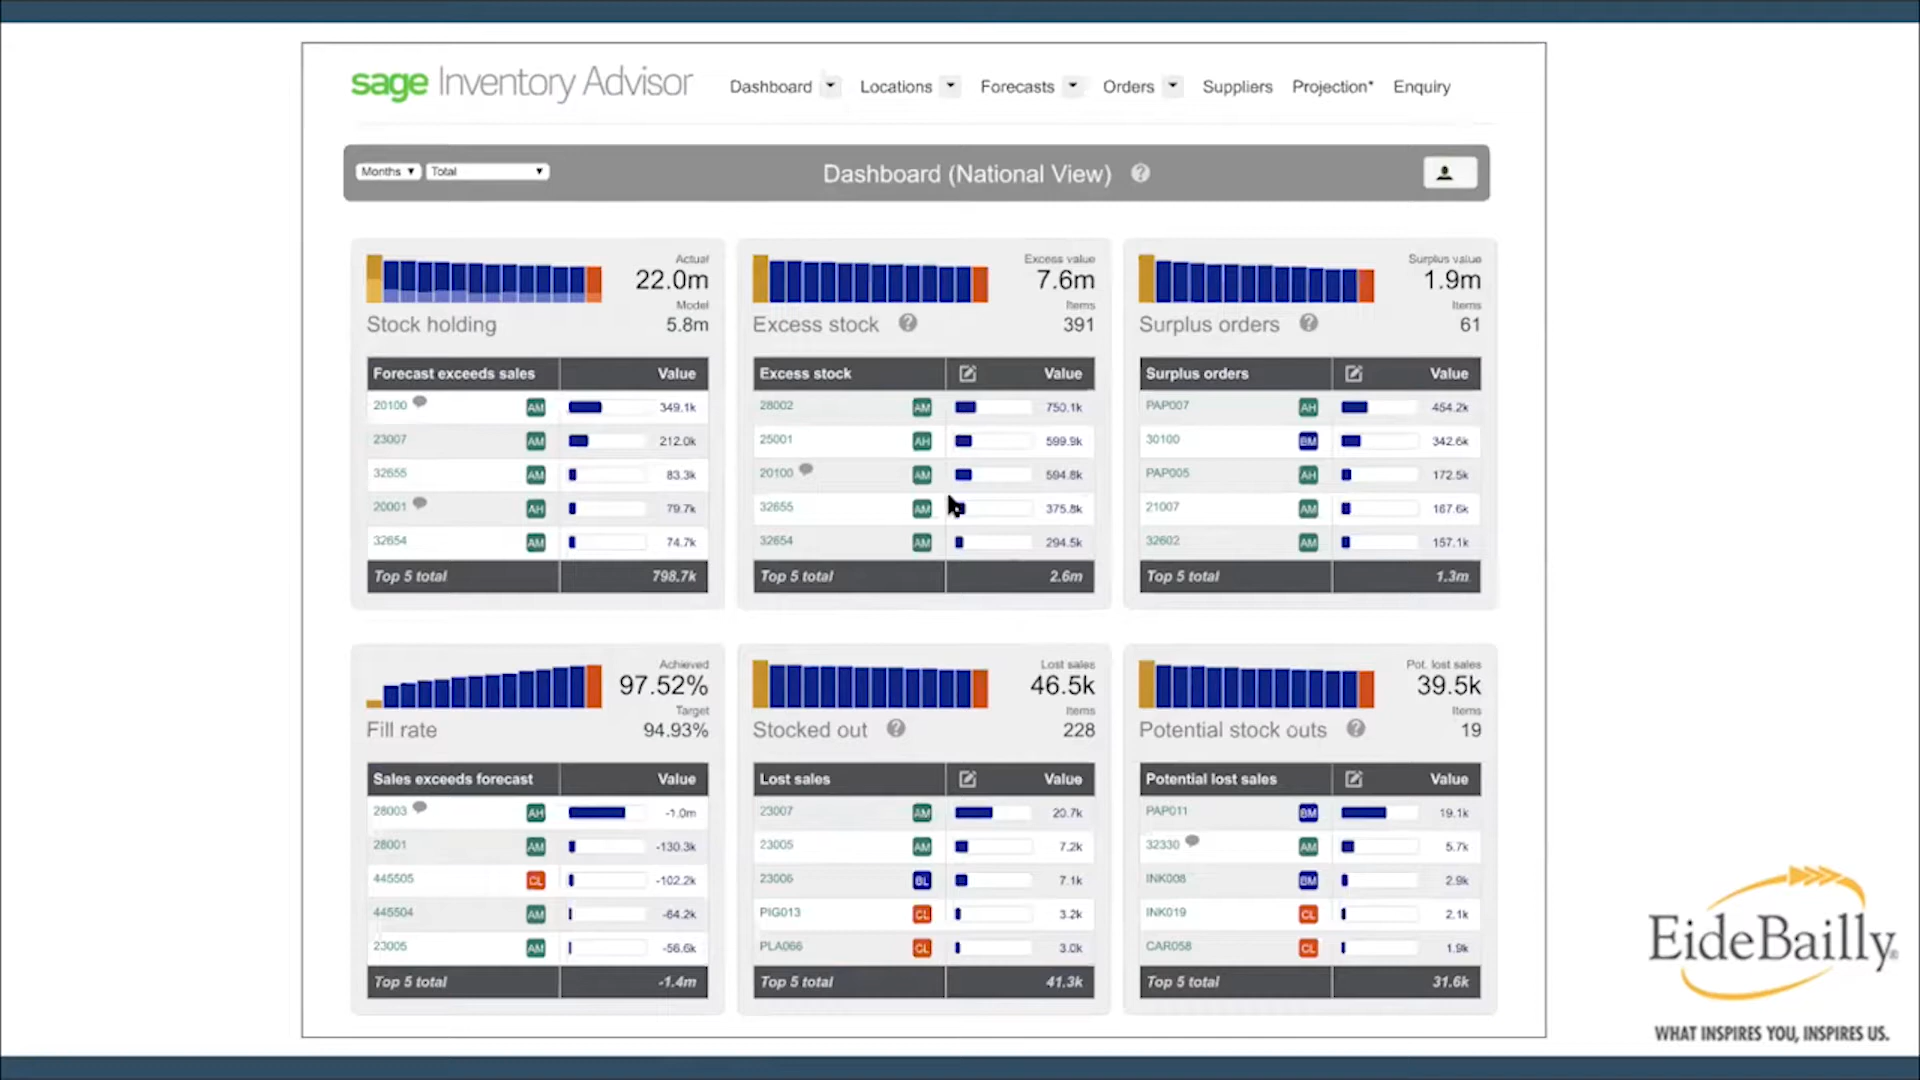 sage Inventory Advisor
Dashboard Locations Forecasts Orders Suppliers Projection* Enquiry
Months Total Dashboard (National View) ?
Actual
22.0m
Model
Stock holding 5.8m
Forecast exceeds sales Value
20100 AM 349.1k
23007 AM 212.0k
32655 AM 83.3k
20001 AH 79.7k
32654 AM 74.7k
Top 5 total 798.7k
Excess value
7.6m
Items
Excess stock ? 391
Excess stock Value
28002 AM 750.1k
25001 AH 599.9k
20100 AM 594.8k
32655 AM 375.8k
32654 AM 294.5k
Top 5 total 2.6m
Surplus value
1.9m
Items
Surplus orders ? 61
Surplus orders Value
PAP007 AH 454.2k
30100 BM 342.6k
PAP005 AH 172.5k
21007 AM 167.6k
32602 AM 157.1k
Top 5 total 1.3m
Achieved
97.52%
Target
Fill rate 94.93%
Sales exceeds forecast Value
28003 AH -1.0m
28001 AM -130.3k
445505 CL -102.2k
445504 AM -64.2k
23005 AM -56.6k
Top 5 total -1.4m
Lost sales
46.5k
Items
Stocked out ? 228
Lost sales Value
23007 AM 20.7k
23005 AM 7.2k
23006 BL 7.1k
PIG013 CL 3.2k
PLA066 CL 3.0k
Top 5 total 41.3k
Pot. lost sales
39.5k
Items
Potential stock outs ? 19
Potential lost sales Value
PAP011 BM 19.1k
32330 AM 5.7k
INK008 BM 2.9k
INK019 CL 2.1k
CAR058 CL 1.9k
Top 5 total 31.6k
EideBailly®
WHAT INSPIRES YOU, INSPIRES US.